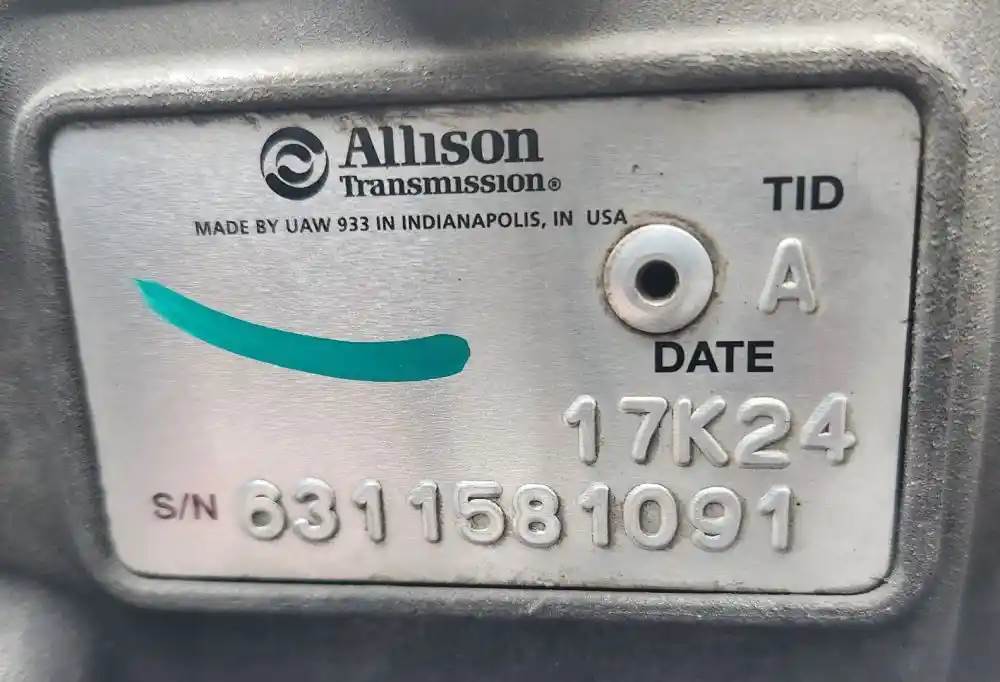 Allison
Transmission®
MADE BY UAW 933 IN INDIANAPOLIS, IN USA
TID
A
DATE
17K24
S/N 6311581091